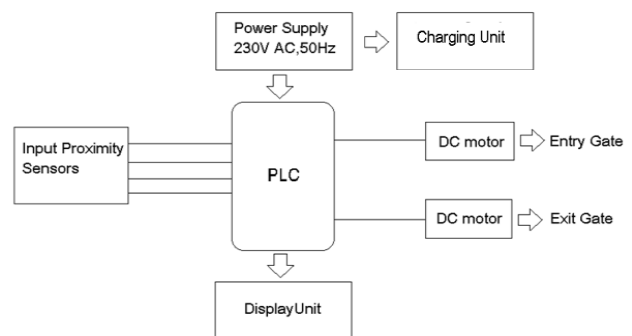 Power Supply
230V AC,50Hz
Charging Unit
Input Proximity
Sensors
PLC
DC motor
Entry Gate
DC motor
Exit Gate
DisplayUnit